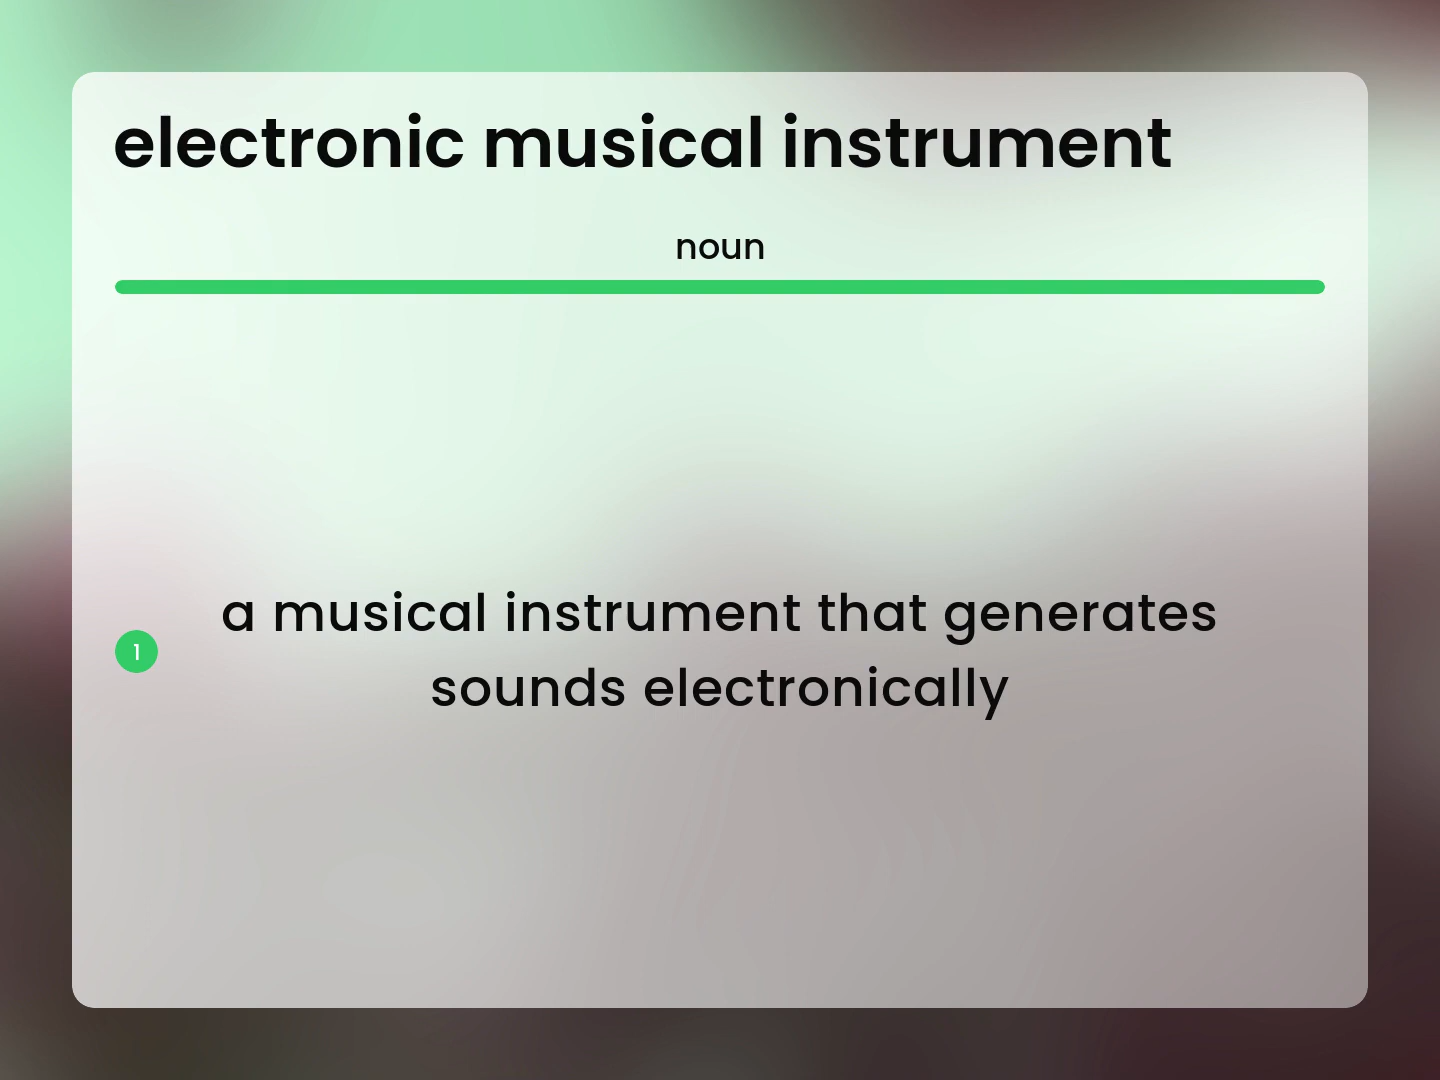 electronic musical instrument
noun
a musical instrument that generates
1
sounds electronically